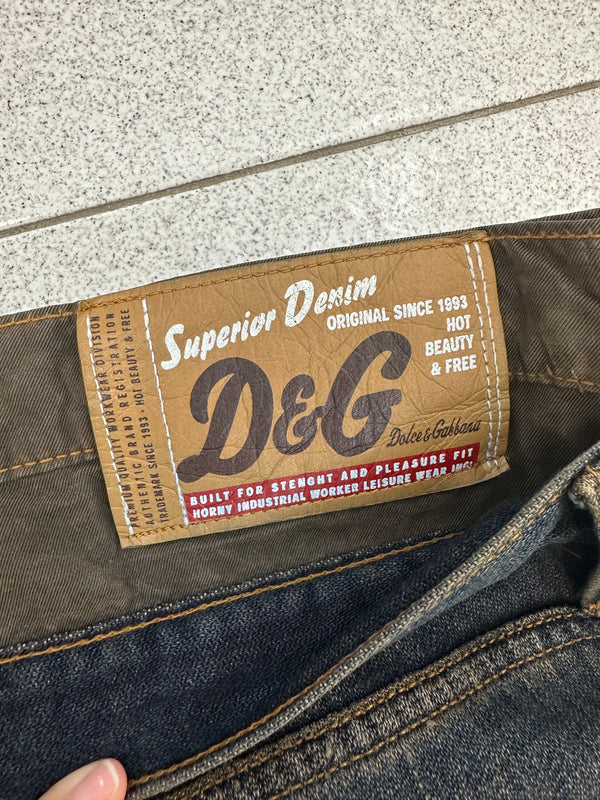 Superior Denim
ORIGINAL SINCE 1993
HOT
BEAUTY
& FREE
D&G
Dolce&Gabbana
BUILT FOR STENGHT AND PLEASURE FIT
HORNY INDUSTRIAL WORKER LEISURE WEAR INC.
PREMIUM QUALITY WORKWEAR DIVISION
AUTHENTIC BRAND REGISTRATION
TRADEMARK SINCE 1993 · HOT BEAUTY & FREE